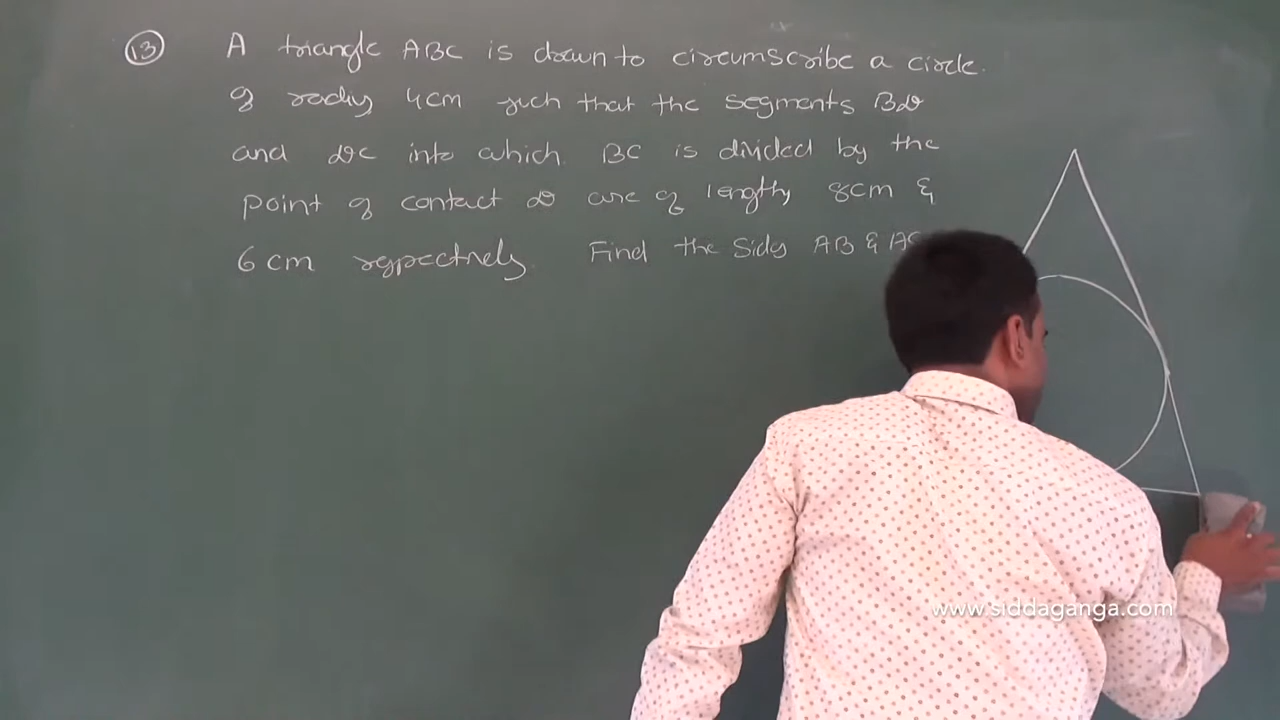 13 A triangle ABC is drawn to circumscribe a circle.
of radius 4cm such that the segments BD
and DC into which BC is divided by the
point of contact D are of lengths 8cm &
6cm respectively. Find the Sides AB & AC
www.siddaganga.com